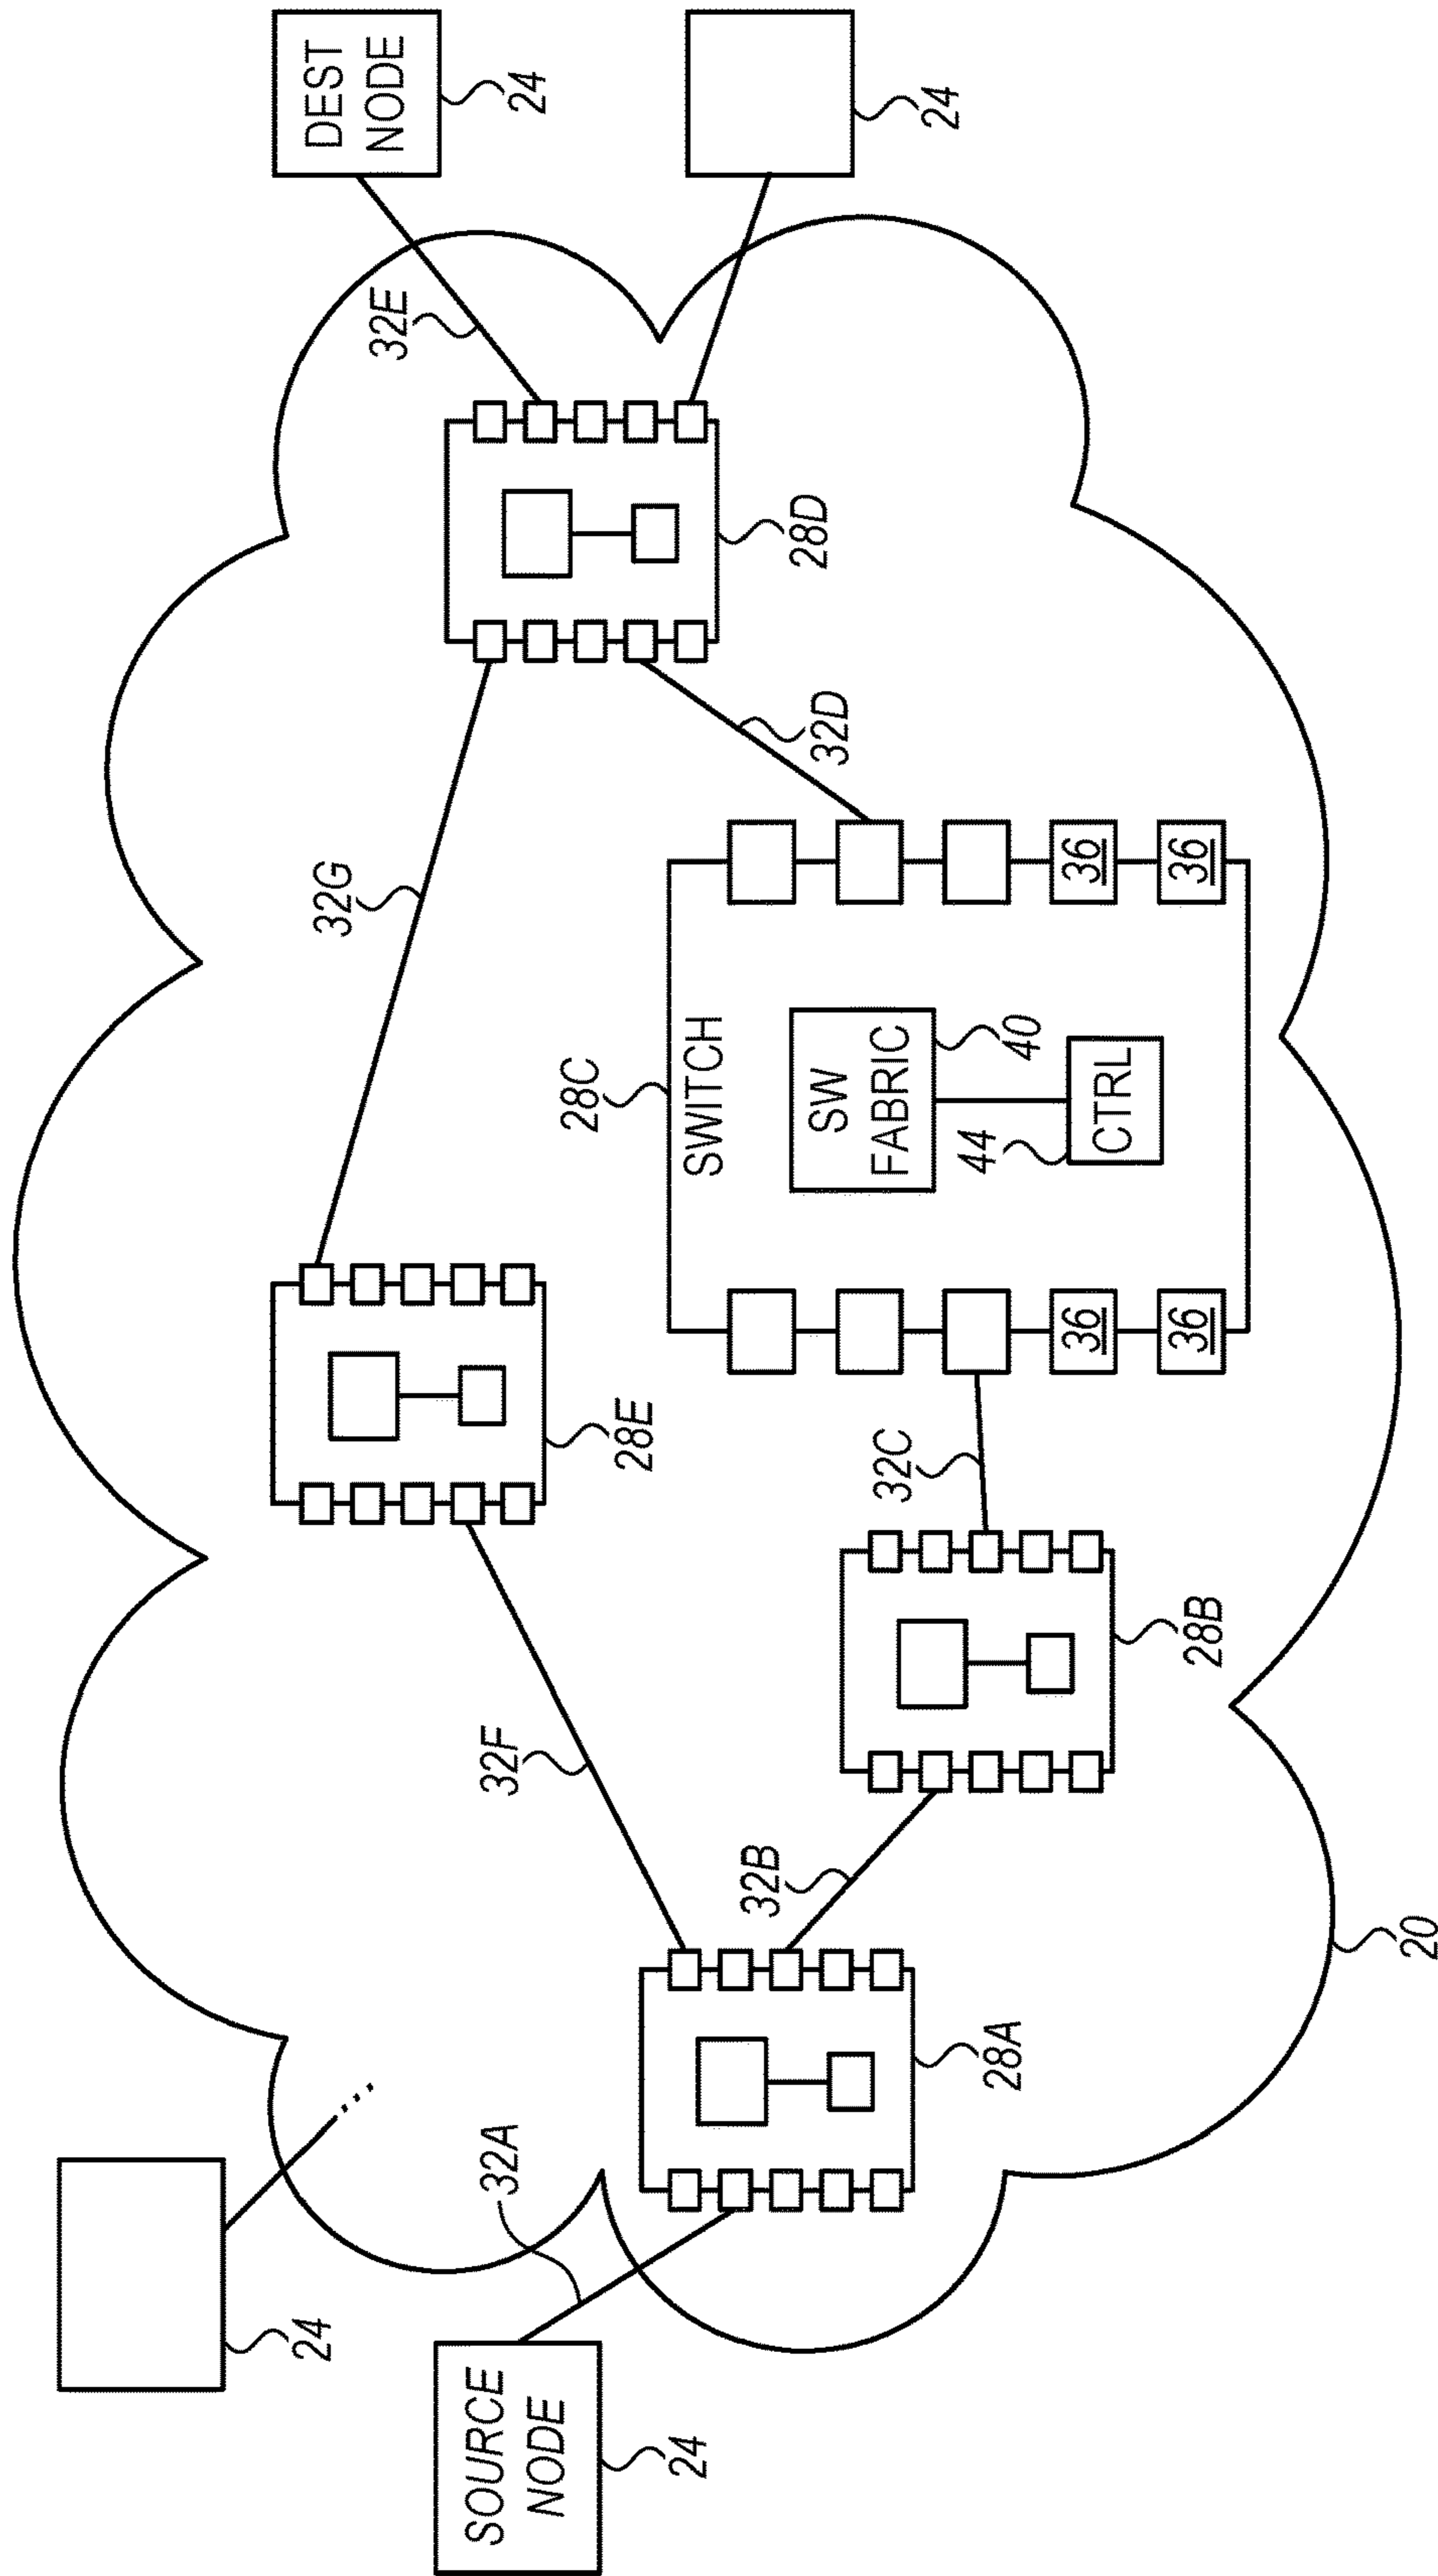 24
SOURCE
NODE
24
32A
28A
32F
32B
28E
28B
32C
32G
28C
SWITCH
SW
FABRIC
40
44
CTRL
36
36
36
36
32D
28D
32E
DEST
NODE
24
24
20